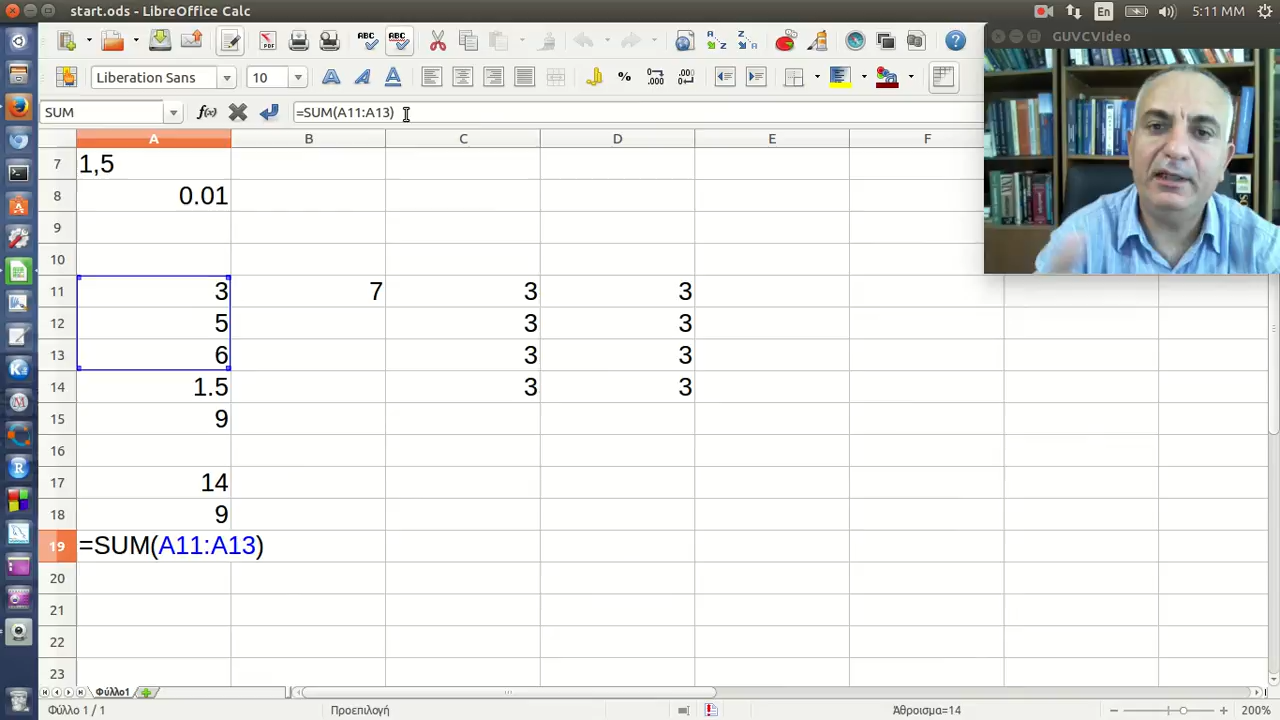 start.ods - LibreOffice Calc
En
5:11 MM
GUVCVIdeo
ABC
ABC
Liberation Sans
10
SUM
f(x)
=SUM(A11:A13)
A B C D E F
7 1,5
8 0.01
9
10
11 3 7 3 3
12 5 3 3
13 6 3 3
14 1.5 3 3
15 9
16
17 14
18 9
19 =SUM(A11:A13)
20
21
22
23
Φύλλο1
Φύλλο 1 / 1
Προεπιλογή
Άθροισμα=14
200%